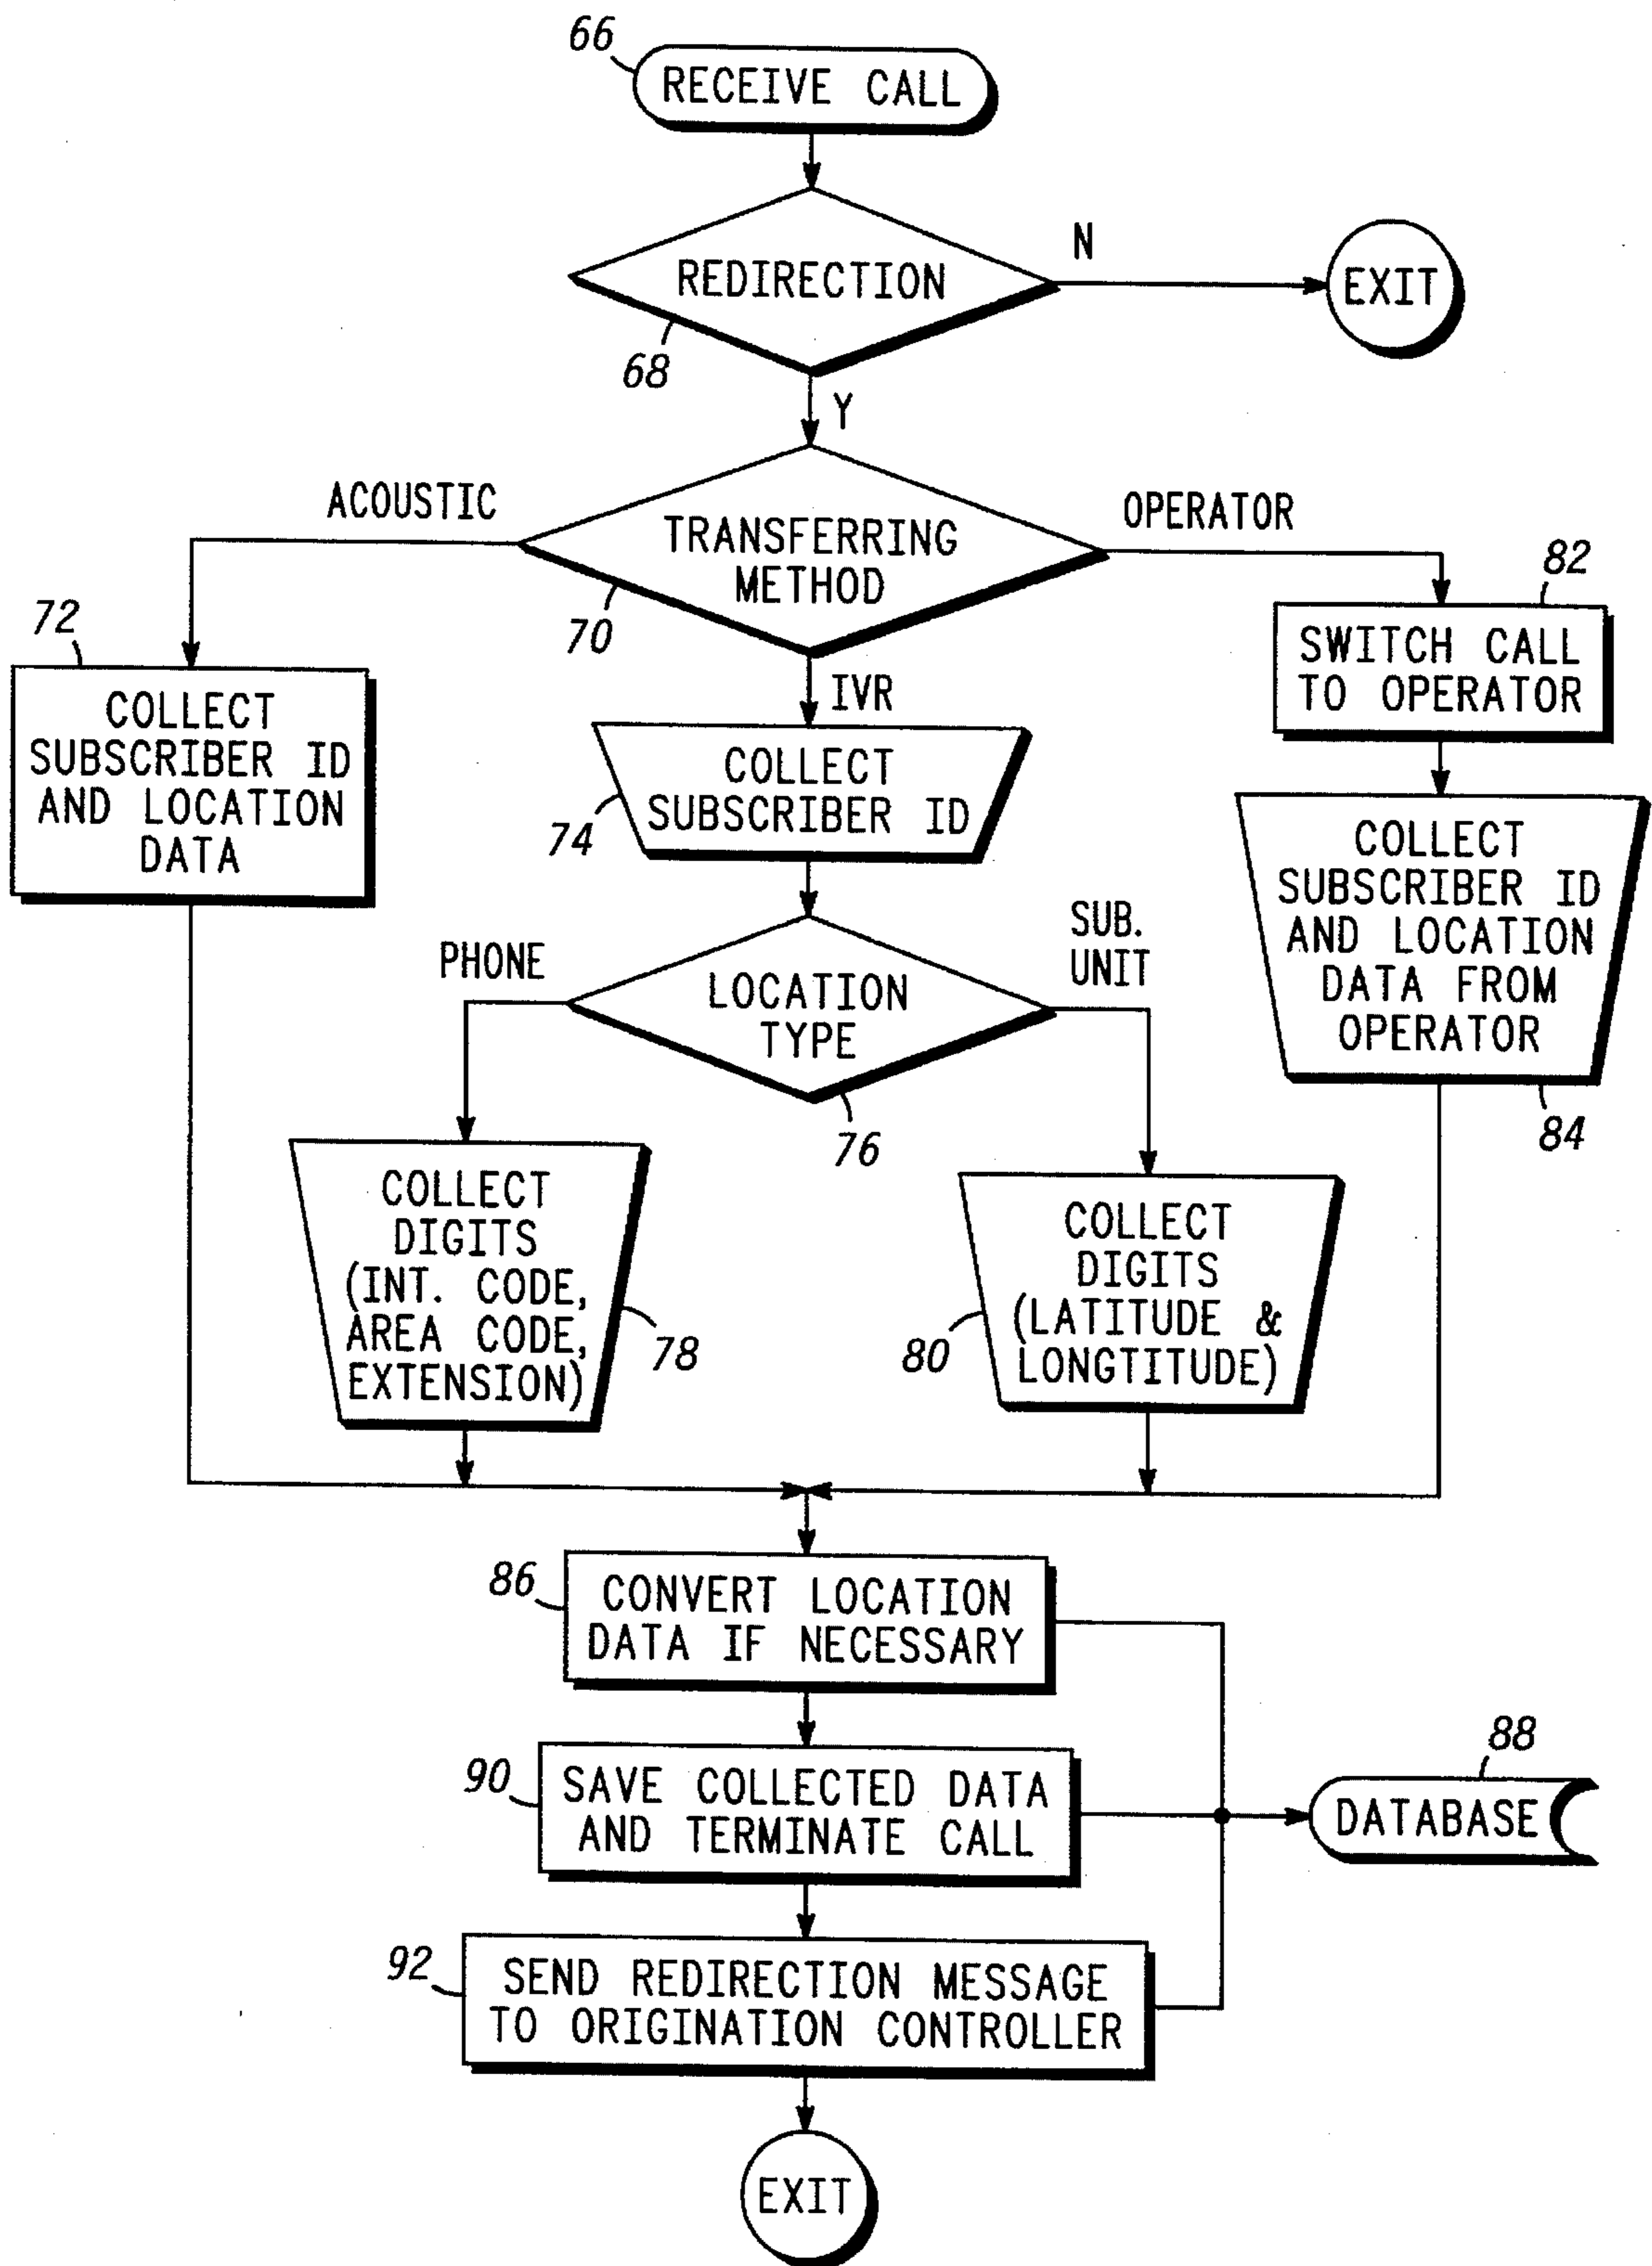 66
RECEIVE CALL
REDIRECTION
N
EXIT
68
Y
ACOUSTIC
TRANSFERRING
METHOD
OPERATOR
70
72
COLLECT
SUBSCRIBER ID
AND LOCATION
DATA
IVR
82
SWITCH CALL
TO OPERATOR
COLLECT
SUBSCRIBER ID
74
COLLECT
SUBSCRIBER ID
AND LOCATION
DATA FROM
OPERATOR
84
PHONE
LOCATION
TYPE
SUB.
UNIT
76
COLLECT
DIGITS
(INT. CODE,
AREA CODE,
EXTENSION)
78
COLLECT
DIGITS
(LATITUDE &
LONGTITUDE)
80
86
CONVERT LOCATION
DATA IF NECESSARY
90
SAVE COLLECTED DATA
AND TERMINATE CALL
88
DATABASE
92
SEND REDIRECTION MESSAGE
TO ORIGINATION CONTROLLER
EXIT